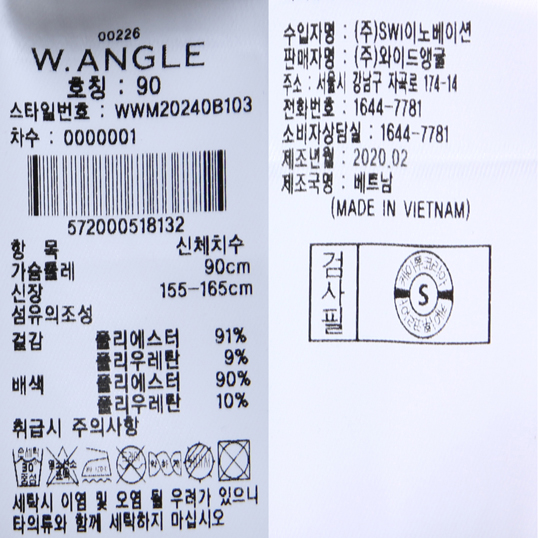 00226
W.ANGLE
호칭 : 90
스타일번호 : WWM20240B103
차수 : 0000001
572000518132
항 목 신체치수
가슴둘레 90cm
신장 155-165cm
섬유의조성
겉감 폴리에스터 91%
폴리우레탄 9%
배색 폴리에스터 90%
폴리우레탄 10%
취급시 주의사항
손세탁
30
중성
세탁시 이염 및 오염 될 우려가 있으니
타의류와 함께 세탁하지 마십시오
수입자명 : (주)SWI이노베이션
판매자명 : (주)와이드앵글
주소 : 서울시 강남구 자곡로 174-14
전화번호 : 1644-7781
소비자상담실 : 1644-7781
제조년월 : 2020.02
제조국명 : 베트남
(MADE IN VIETNAM)
검사필
S